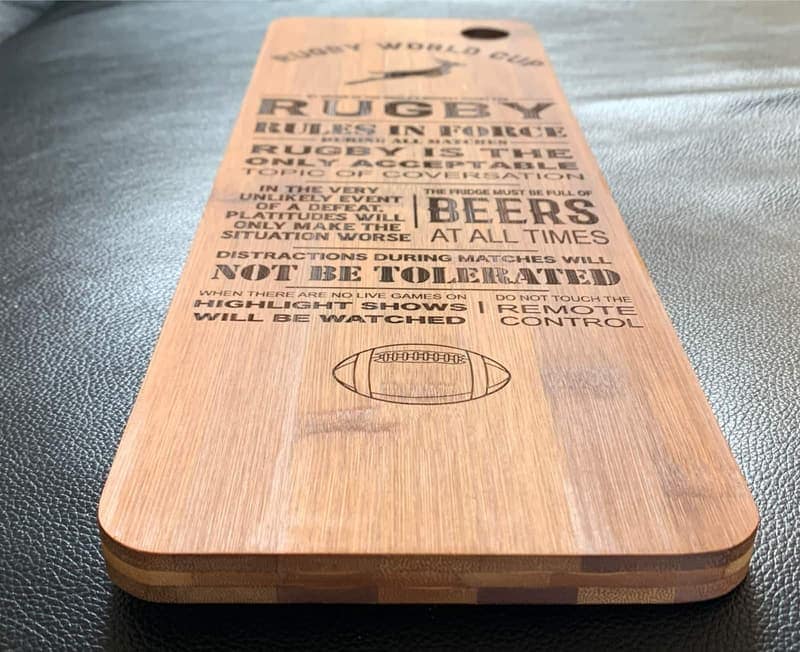 RUGBY WORLD CUP
RUGBY
RULES IN FORCE
DURING ALL MATCHES
RUGBY IS THE
ONLY ACCEPTABLE
TOPIC OF COVERSATION
IN THE VERY
UNLIKELY EVENT
OF A DEFEAT,
PLATITUDES WILL
ONLY MAKE THE
SITUATION WORSE
THE FRIDGE MUST BE FULL OF
BEERS
AT ALL TIMES
DISTRACTIONS DURING MATCHES WILL
NOT BE TOLERATED
WHEN THERE ARE NO LIVE GAMES ON
HIGHLIGHT SHOWS
WILL BE WATCHED
DO NOT TOUCH THE
REMOTE
CONTROL